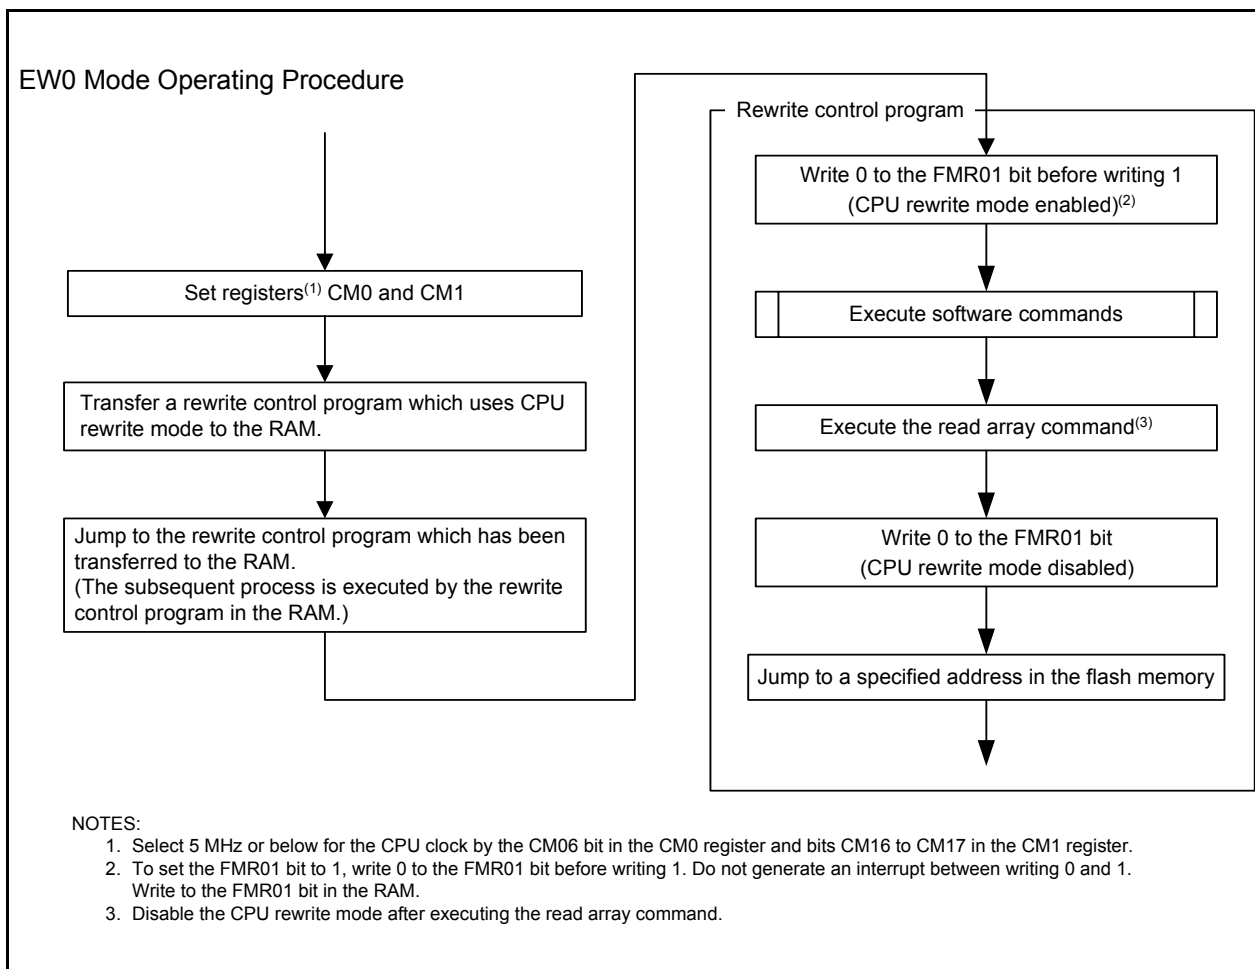 EW0 Mode Operating Procedure
Set registers(1) CM0 and CM1
Transfer a rewrite control program which uses CPU
rewrite mode to the RAM.
Jump to the rewrite control program which has been
transferred to the RAM.
(The subsequent process is executed by the rewrite
control program in the RAM.)
Rewrite control program
Write 0 to the FMR01 bit before writing 1
(CPU rewrite mode enabled)(2)
Execute software commands
Execute the read array command(3)
Write 0 to the FMR01 bit
(CPU rewrite mode disabled)
Jump to a specified address in the flash memory
NOTES:
1. Select 5 MHz or below for the CPU clock by the CM06 bit in the CM0 register and bits CM16 to CM17 in the CM1 register.
2. To set the FMR01 bit to 1, write 0 to the FMR01 bit before writing 1. Do not generate an interrupt between writing 0 and 1.
Write to the FMR01 bit in the RAM.
3. Disable the CPU rewrite mode after executing the read array command.